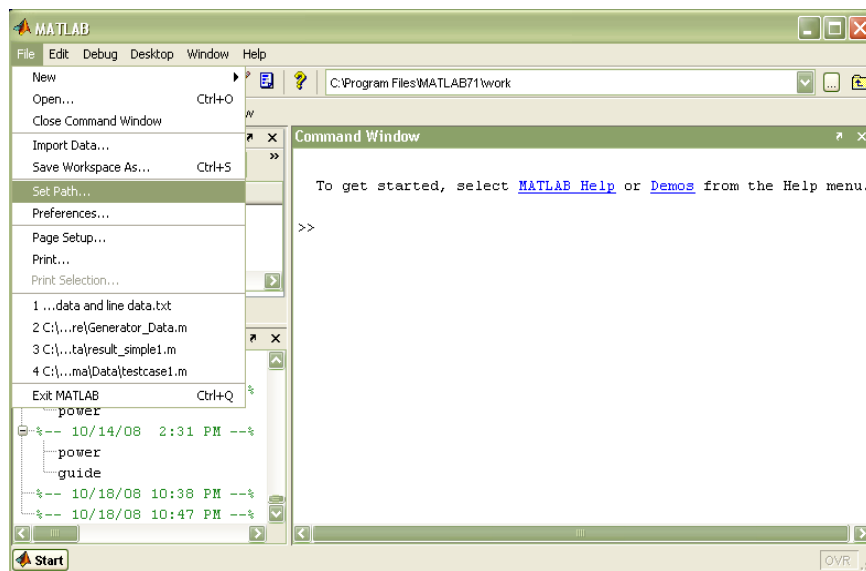 MATLAB
File Edit Debug Desktop Window Help
New
Open... Ctrl+O
Close Command Window
Import Data...
Save Workspace As... Ctrl+S
Set Path...
Preferences...
Page Setup...
Print...
Print Selection...
1 ...data and line data.txt
2 C:\...re\Generator_Data.m
3 C:\...ta\result_simple1.m
4 C:\...ma\Data\testcase1.m
Exit MATLAB Ctrl+Q
C:\Program Files\MATLAB71\work
...
Command Window
To get started, select MATLAB Help or Demos from the Help menu.
>>
power
%-- 10/14/08 2:31 PM --%
power
guide
%-- 10/18/08 10:38 PM --%
%-- 10/18/08 10:47 PM --%
Start
OVR